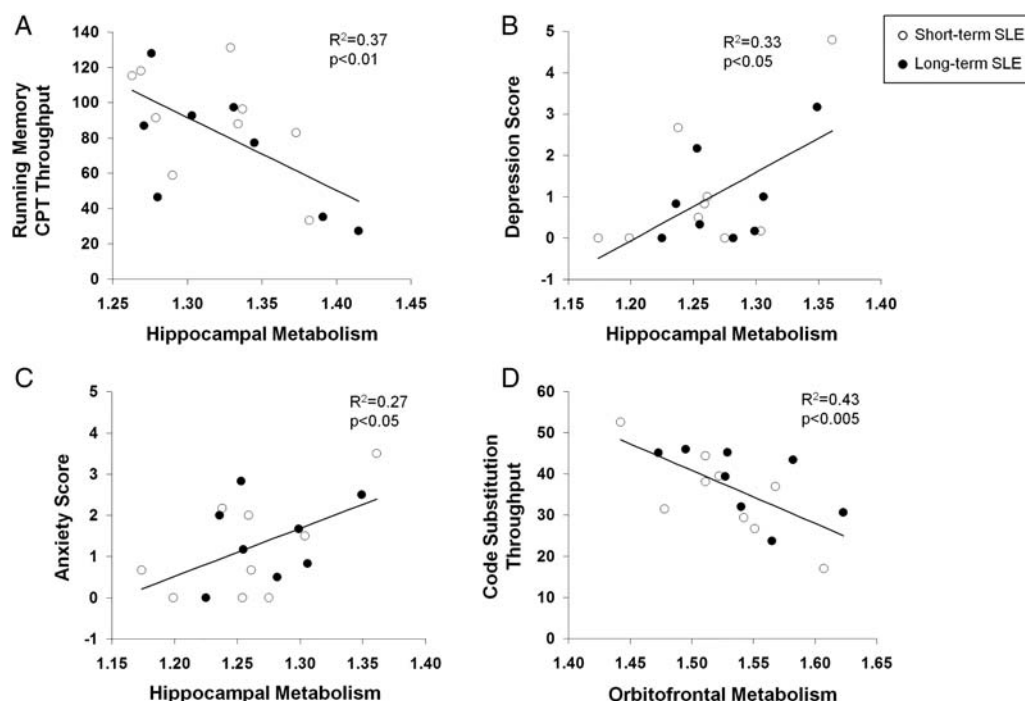 A
R²=0.37
p<0.01
140
120
100
80
60
40
20
0
Running Memory
CPT Throughput
1.25 1.30 1.35 1.40 1.45
Hippocampal Metabolism
B
R²=0.33
p<0.05
5
4
3
2
1
0
-1
Depression Score
1.15 1.20 1.25 1.30 1.35 1.40
Hippocampal Metabolism
Short-term SLE
Long-term SLE
C
R²=0.27
p<0.05
5
4
3
2
1
0
-1
Anxiety Score
1.15 1.20 1.25 1.30 1.35 1.40
Hippocampal Metabolism
D
R²=0.43
p<0.005
60
50
40
30
20
10
0
Code Substitution
Throughput
1.40 1.45 1.50 1.55 1.60 1.65
Orbitofrontal Metabolism